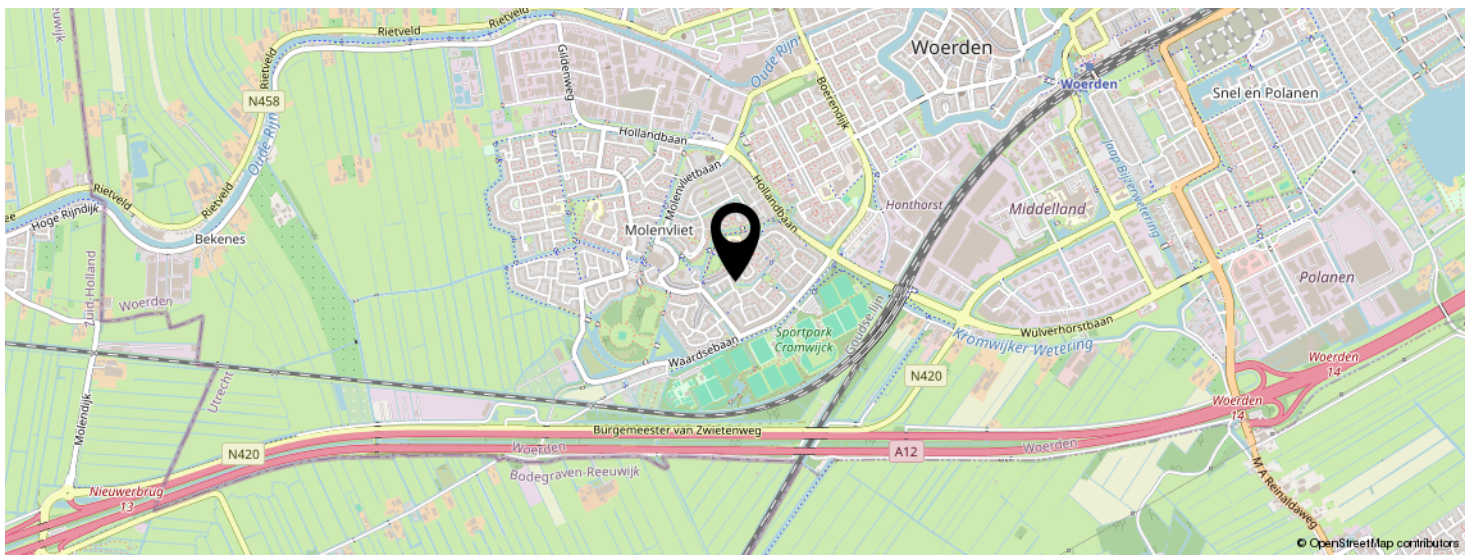 Rietveld
Rietveld
Oude Rijn
Woerden
Woerden
Gildenweg
Boerendijk
N458
Snel en Polanen
Oude Rijn
Hollandbaan
Molenvlietbaan
Jaap Bijzerwetering
Rietveld
Rietveld
Hollandbaan
Honthorst
Middelland
Hoge Rijndijk
Bekenes
Molenvliet
Polanen
Zuid-Holland
Woerden
Goudse lijn
Wulverhorstbaan
Sportpark
Cromwijck
Kromwijker Wetering
Waardsebaan
Woerden
14
N420
Utrecht
Molendijk
Woerden
14
Burgemeester van Zwietenweg
Woerden
Woerden
N420
A12
Bodegraven-Reeuwijk
M A Reinaldaweg
Nieuwerbrug
13
© OpenStreetMap contributors